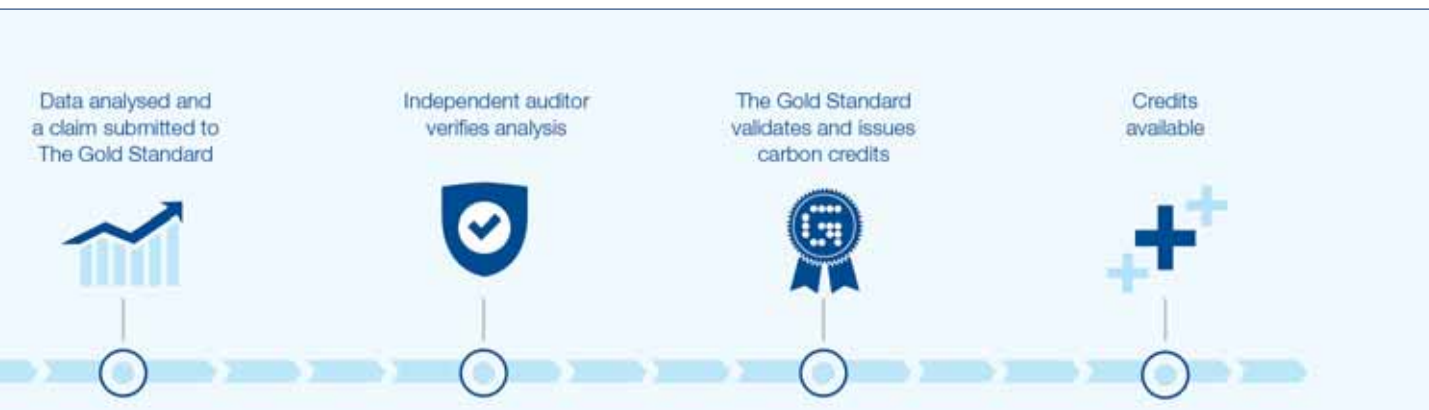 Data analysed and
a claim submitted to
The Gold Standard
Independent auditor
verifies analysis
The Gold Standard
validates and issues
carbon credits
G
Credits
available